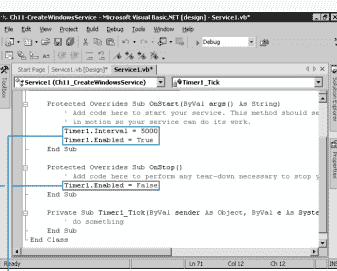 Ch11-CreateWindowsService - Microsoft Visual Basic.NET [design] - Service1.vb*
File Edit View Project Build Debug Tools Window Help
Debug
Start Page Service1.vb [Design]* Service1.vb*
Service1 (Ch11_CreateWindowsService) Timer1_Tick
Toolbox
Solution Explorer
Properties
Protected Overrides Sub OnStart(ByVal args() As String)
' Add code here to start your service. This method should se
' in motion so your service can do its work.
Timer1.Interval = 5000
Timer1.Enabled = True
End Sub
Protected Overrides Sub OnStop()
' Add code here to perform any tear-down necessary to stop y
Timer1.Enabled = False
End Sub
Private Sub Timer1_Tick(ByVal sender As Object, ByVal e As Syste
' do something
End Sub
End Class
Ready Ln 71 Col 12 Ch 12 INS